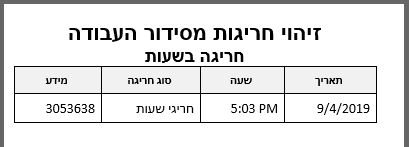 זיהוי חריגות מסידור העבודה
חריגה בשעות
תאריך שעה סוג חריגה מידע
9/4/2019 5:03 PM חריגי שעות 3053638